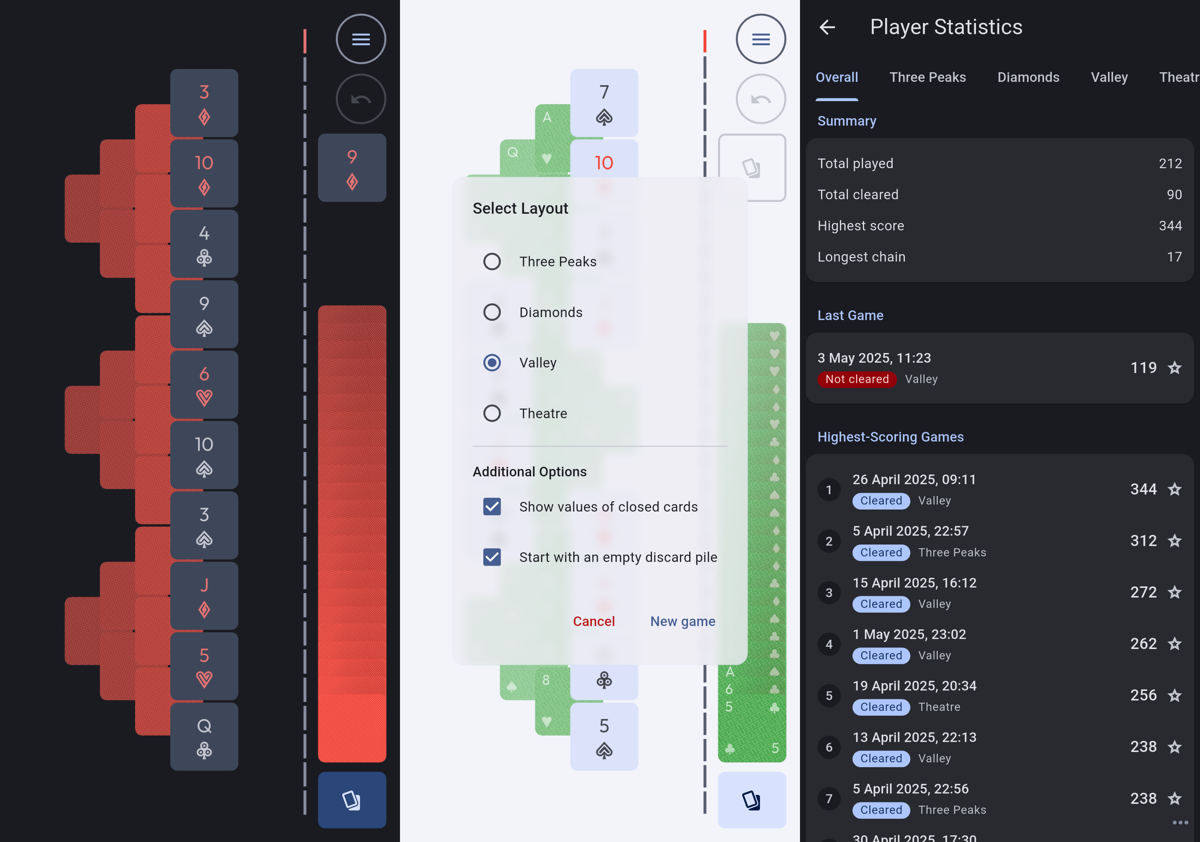 3
10
4
9
6
10
3
J
5
Q
9
7
A
Q
10
Select Layout
Three Peaks
Diamonds
Valley
Theatre
Additional Options
Show values of closed cards
Start with an empty discard pile
Cancel
New game
8
5
A
6
5
5
Player Statistics
Overall Three Peaks Diamonds Valley Theatr
Summary
Total played 212
Total cleared 90
Highest score 344
Longest chain 17
Last Game
3 May 2025, 11:23
Not cleared Valley
119
Highest-Scoring Games
1 26 April 2025, 09:11
Cleared Valley
344
2 5 April 2025, 22:57
Cleared Three Peaks
312
3 15 April 2025, 16:12
Cleared Valley
272
4 1 May 2025, 23:02
Cleared Valley
262
5 19 April 2025, 20:34
Cleared Theatre
256
6 13 April 2025, 22:13
Cleared Valley
238
7 5 April 2025, 22:56
Cleared Three Peaks
238
30 April 2025, 17:30